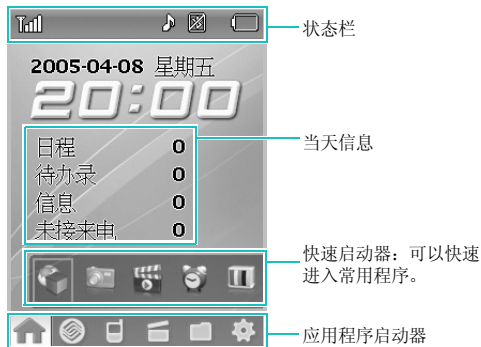 状态栏
2005-04-08 星期五
20:00
当天信息
日程 0
待办录 0
信息 0
未接来电 0
快速启动器：可以快速
进入常用程序。
应用程序启动器